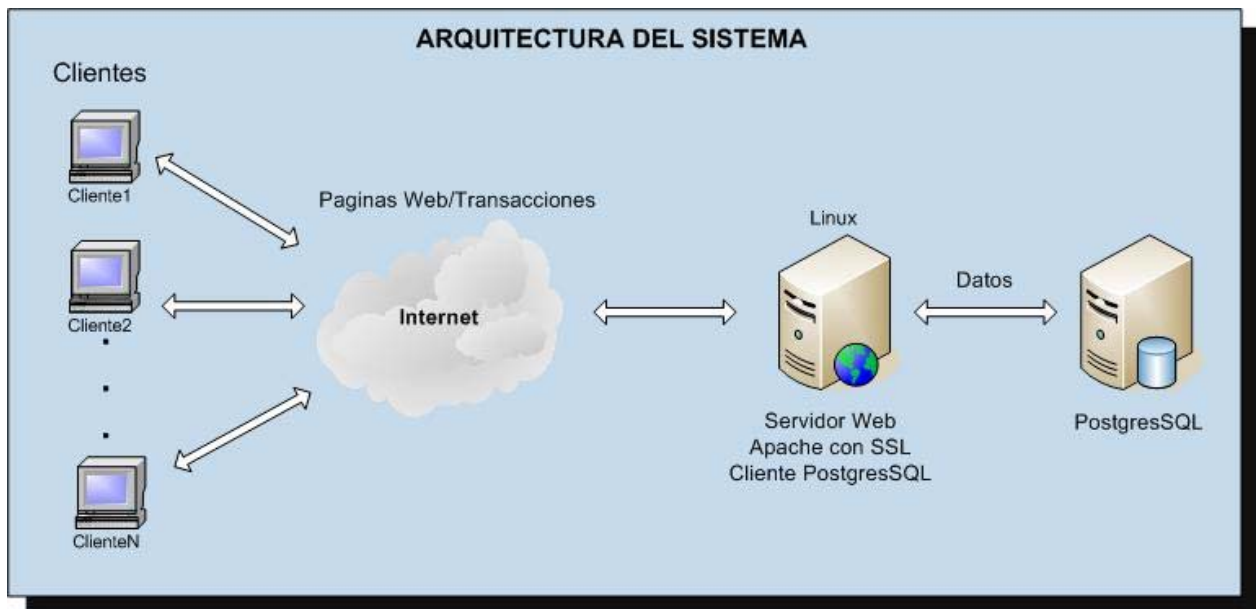 ARQUITECTURA DEL SISTEMA
Clientes
Cliente1
Cliente2
ClienteN
Paginas Web/Transacciones
Internet
Linux
Servidor Web
Apache con SSL
Cliente PostgresSQL
Datos
PostgresSQL